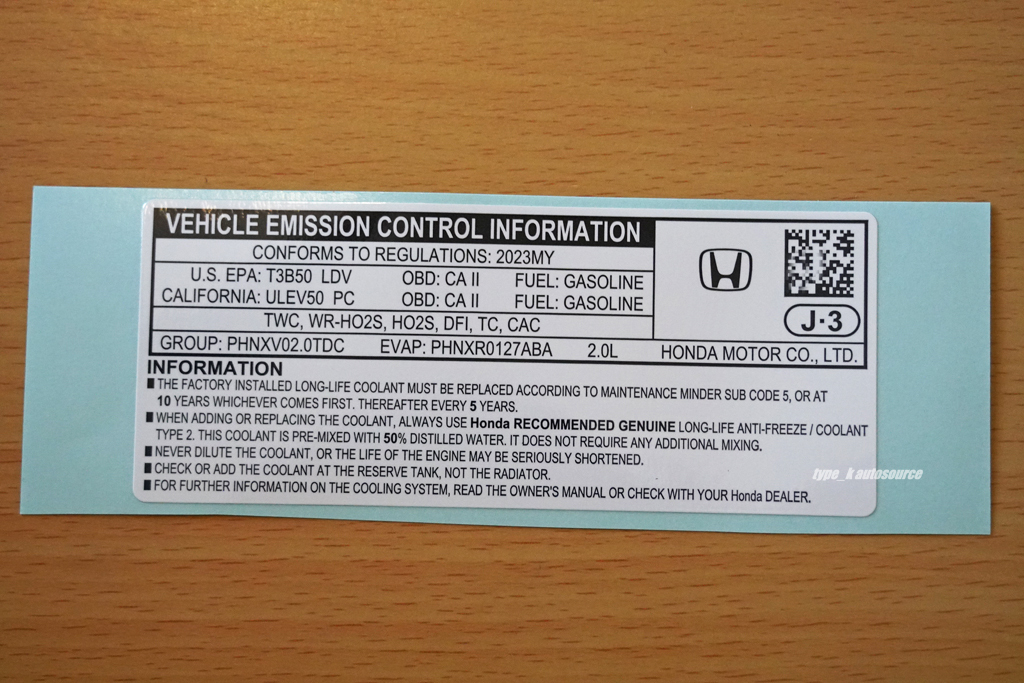 VEHICLE EMISSION CONTROL INFORMATION
CONFORMS TO REGULATIONS: 2023MY
U.S. EPA: T3B50 LDV OBD: CA II FUEL: GASOLINE
CALIFORNIA: ULEV50 PC OBD: CA II FUEL: GASOLINE
TWC, WR-HO2S, HO2S, DFI, TC, CAC
J·3
GROUP: PHNXV02.0TDC EVAP: PHNXR0127ABA 2.0L HONDA MOTOR CO., LTD.
INFORMATION
■ THE FACTORY INSTALLED LONG-LIFE COOLANT MUST BE REPLACED ACCORDING TO MAINTENANCE MINDER SUB CODE 5, OR AT
10 YEARS WHICHEVER COMES FIRST. THEREAFTER EVERY 5 YEARS.
■ WHEN ADDING OR REPLACING THE COOLANT, ALWAYS USE Honda RECOMMENDED GENUINE LONG-LIFE ANTI-FREEZE / COOLANT
TYPE 2. THIS COOLANT IS PRE-MIXED WITH 50% DISTILLED WATER. IT DOES NOT REQUIRE ANY ADDITIONAL MIXING.
■ NEVER DILUTE THE COOLANT, OR THE LIFE OF THE ENGINE MAY BE SERIOUSLY SHORTENED.
■ CHECK OR ADD THE COOLANT AT THE RESERVE TANK, NOT THE RADIATOR.
■ FOR FURTHER INFORMATION ON THE COOLING SYSTEM, READ THE OWNER'S MANUAL OR CHECK WITH YOUR Honda DEALER.
type_k autosource